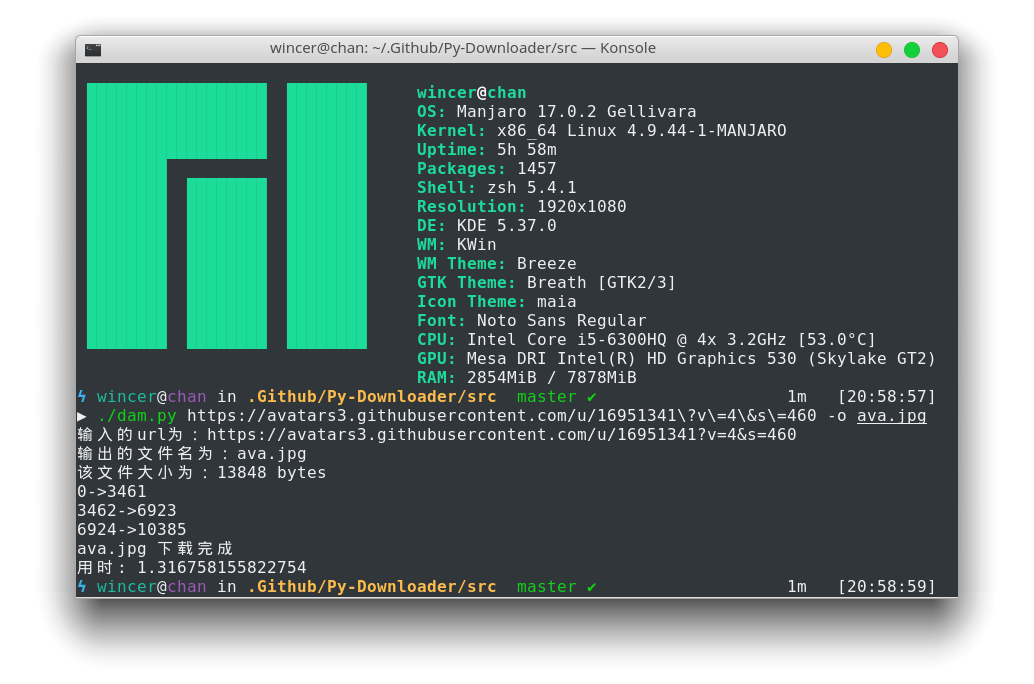 wincer@chan: ~/.Github/Py-Downloader/src — Konsole
wincer@chan
OS: Manjaro 17.0.2 Gellivara
Kernel: x86_64 Linux 4.9.44-1-MANJARO
Uptime: 5h 58m
Packages: 1457
Shell: zsh 5.4.1
Resolution: 1920x1080
DE: KDE 5.37.0
WM: KWin
WM Theme: Breeze
GTK Theme: Breath [GTK2/3]
Icon Theme: maia
Font: Noto Sans Regular
CPU: Intel Core i5-6300HQ @ 4x 3.2GHz [53.0°C]
GPU: Mesa DRI Intel(R) HD Graphics 530 (Skylake GT2)
RAM: 2854MiB / 7878MiB
ϟ wincer@chan in .Github/Py-Downloader/src  master ✔ 1m [20:58:57]
▶ ./dam.py https://avatars3.githubusercontent.com/u/16951341\?v\=4\&s\=460 -o ava.jpg
输入的url为：https://avatars3.githubusercontent.com/u/16951341?v=4&s=460
输出的文件名为：ava.jpg
该文件大小为：13848 bytes
0->3461
3462->6923
6924->10385
ava.jpg 下载完成
用时: 1.316758155822754
ϟ wincer@chan in .Github/Py-Downloader/src  master ✔ 1m [20:58:59]